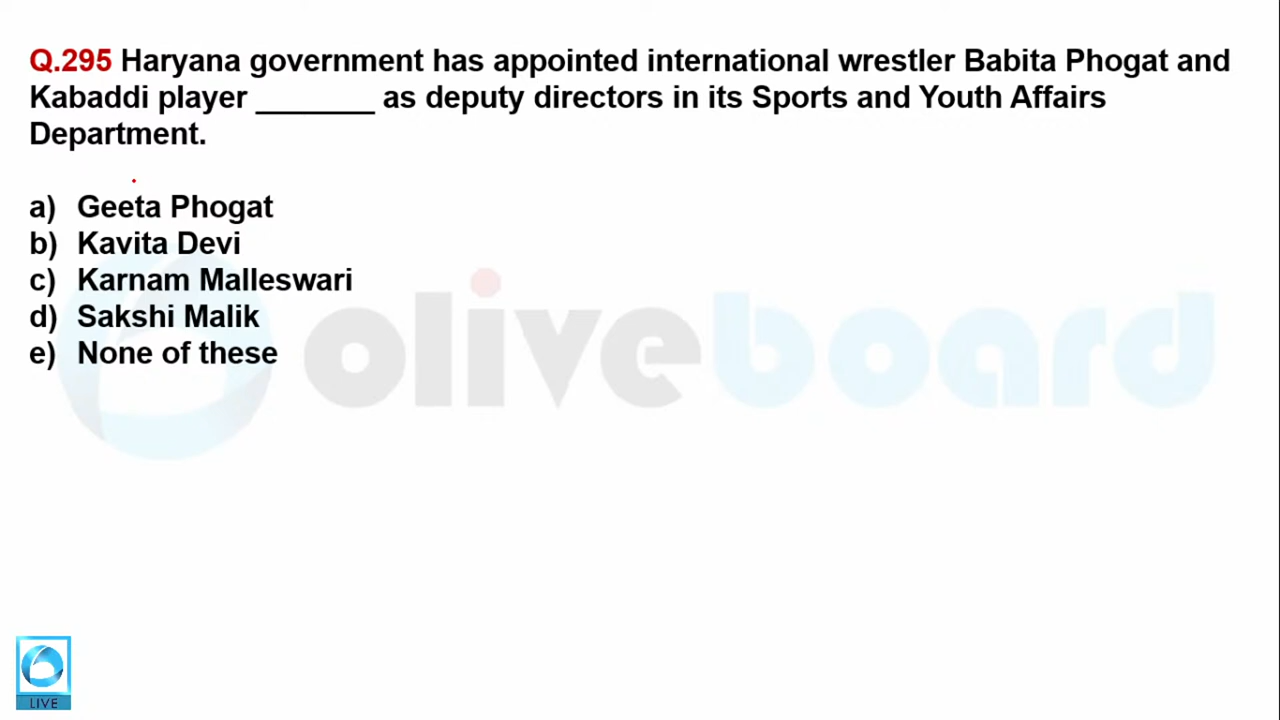 Q.295 Haryana government has appointed international wrestler Babita Phogat and
Kabaddi player _______ as deputy directors in its Sports and Youth Affairs
Department.
a) Geeta Phogat
b) Kavita Devi
c) Karnam Malleswari
d) Sakshi Malik
e) None of these
oliveboard
LIVE